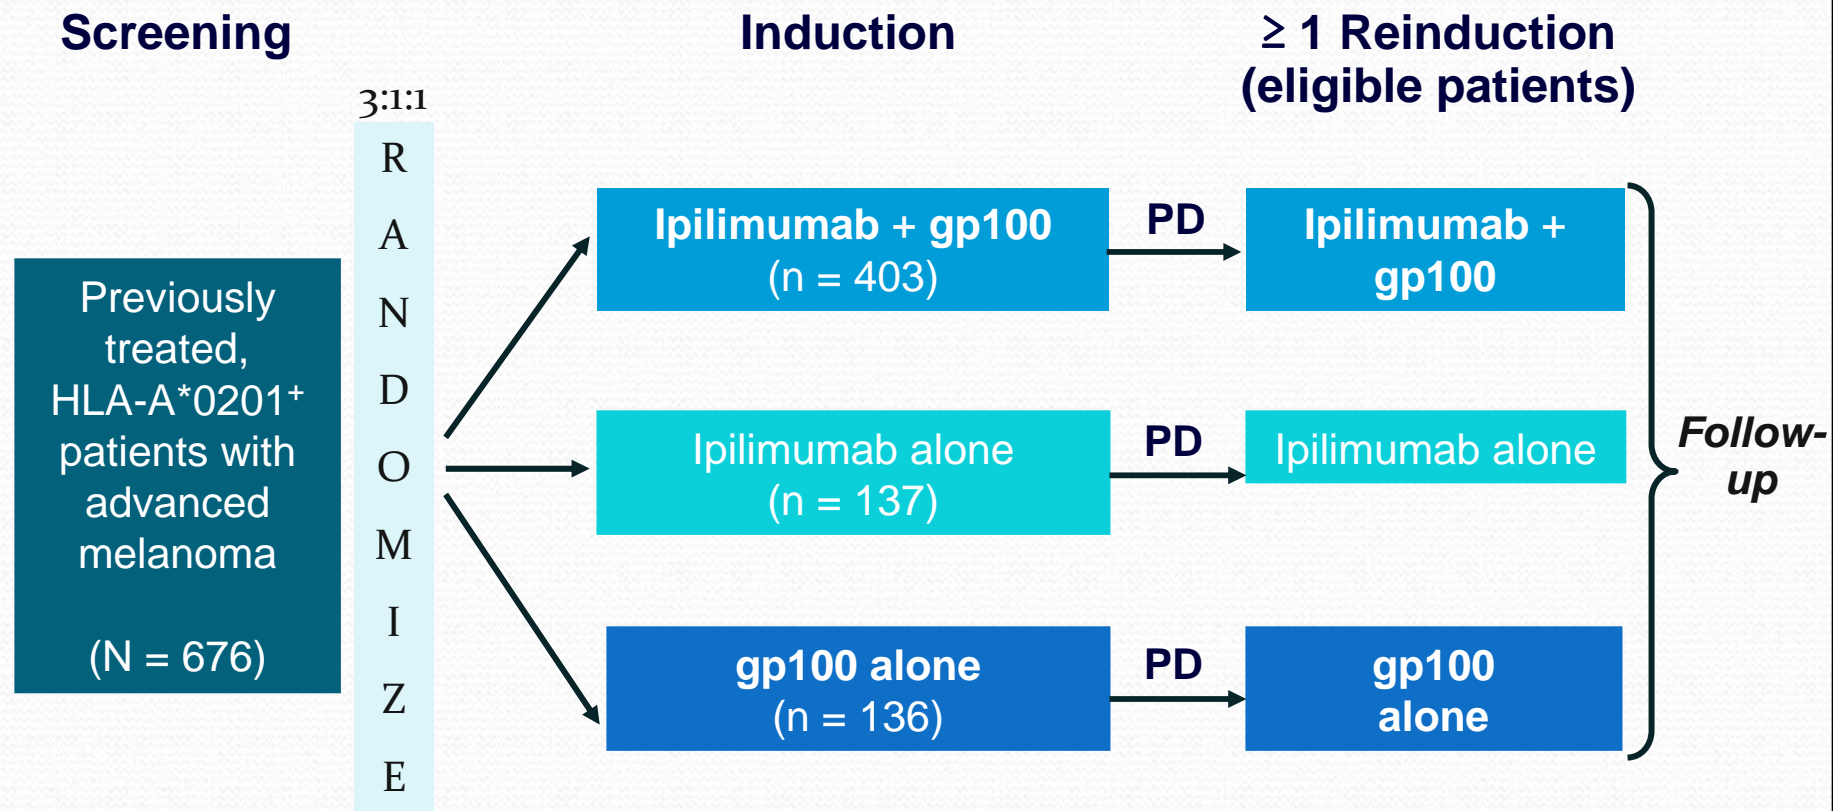 Screening
Induction
≥ 1 Reinduction
(eligible patients)
3:1:1
R
A
N
D
O
M
I
Z
E
Previously
treated,
HLA-A*0201+
patients with
advanced
melanoma
(N = 676)
Ipilimumab + gp100
(n = 403)
PD
Ipilimumab +
gp100
Ipilimumab alone
(n = 137)
PD
Ipilimumab alone
gp100 alone
(n = 136)
PD
gp100
alone
Follow-
up